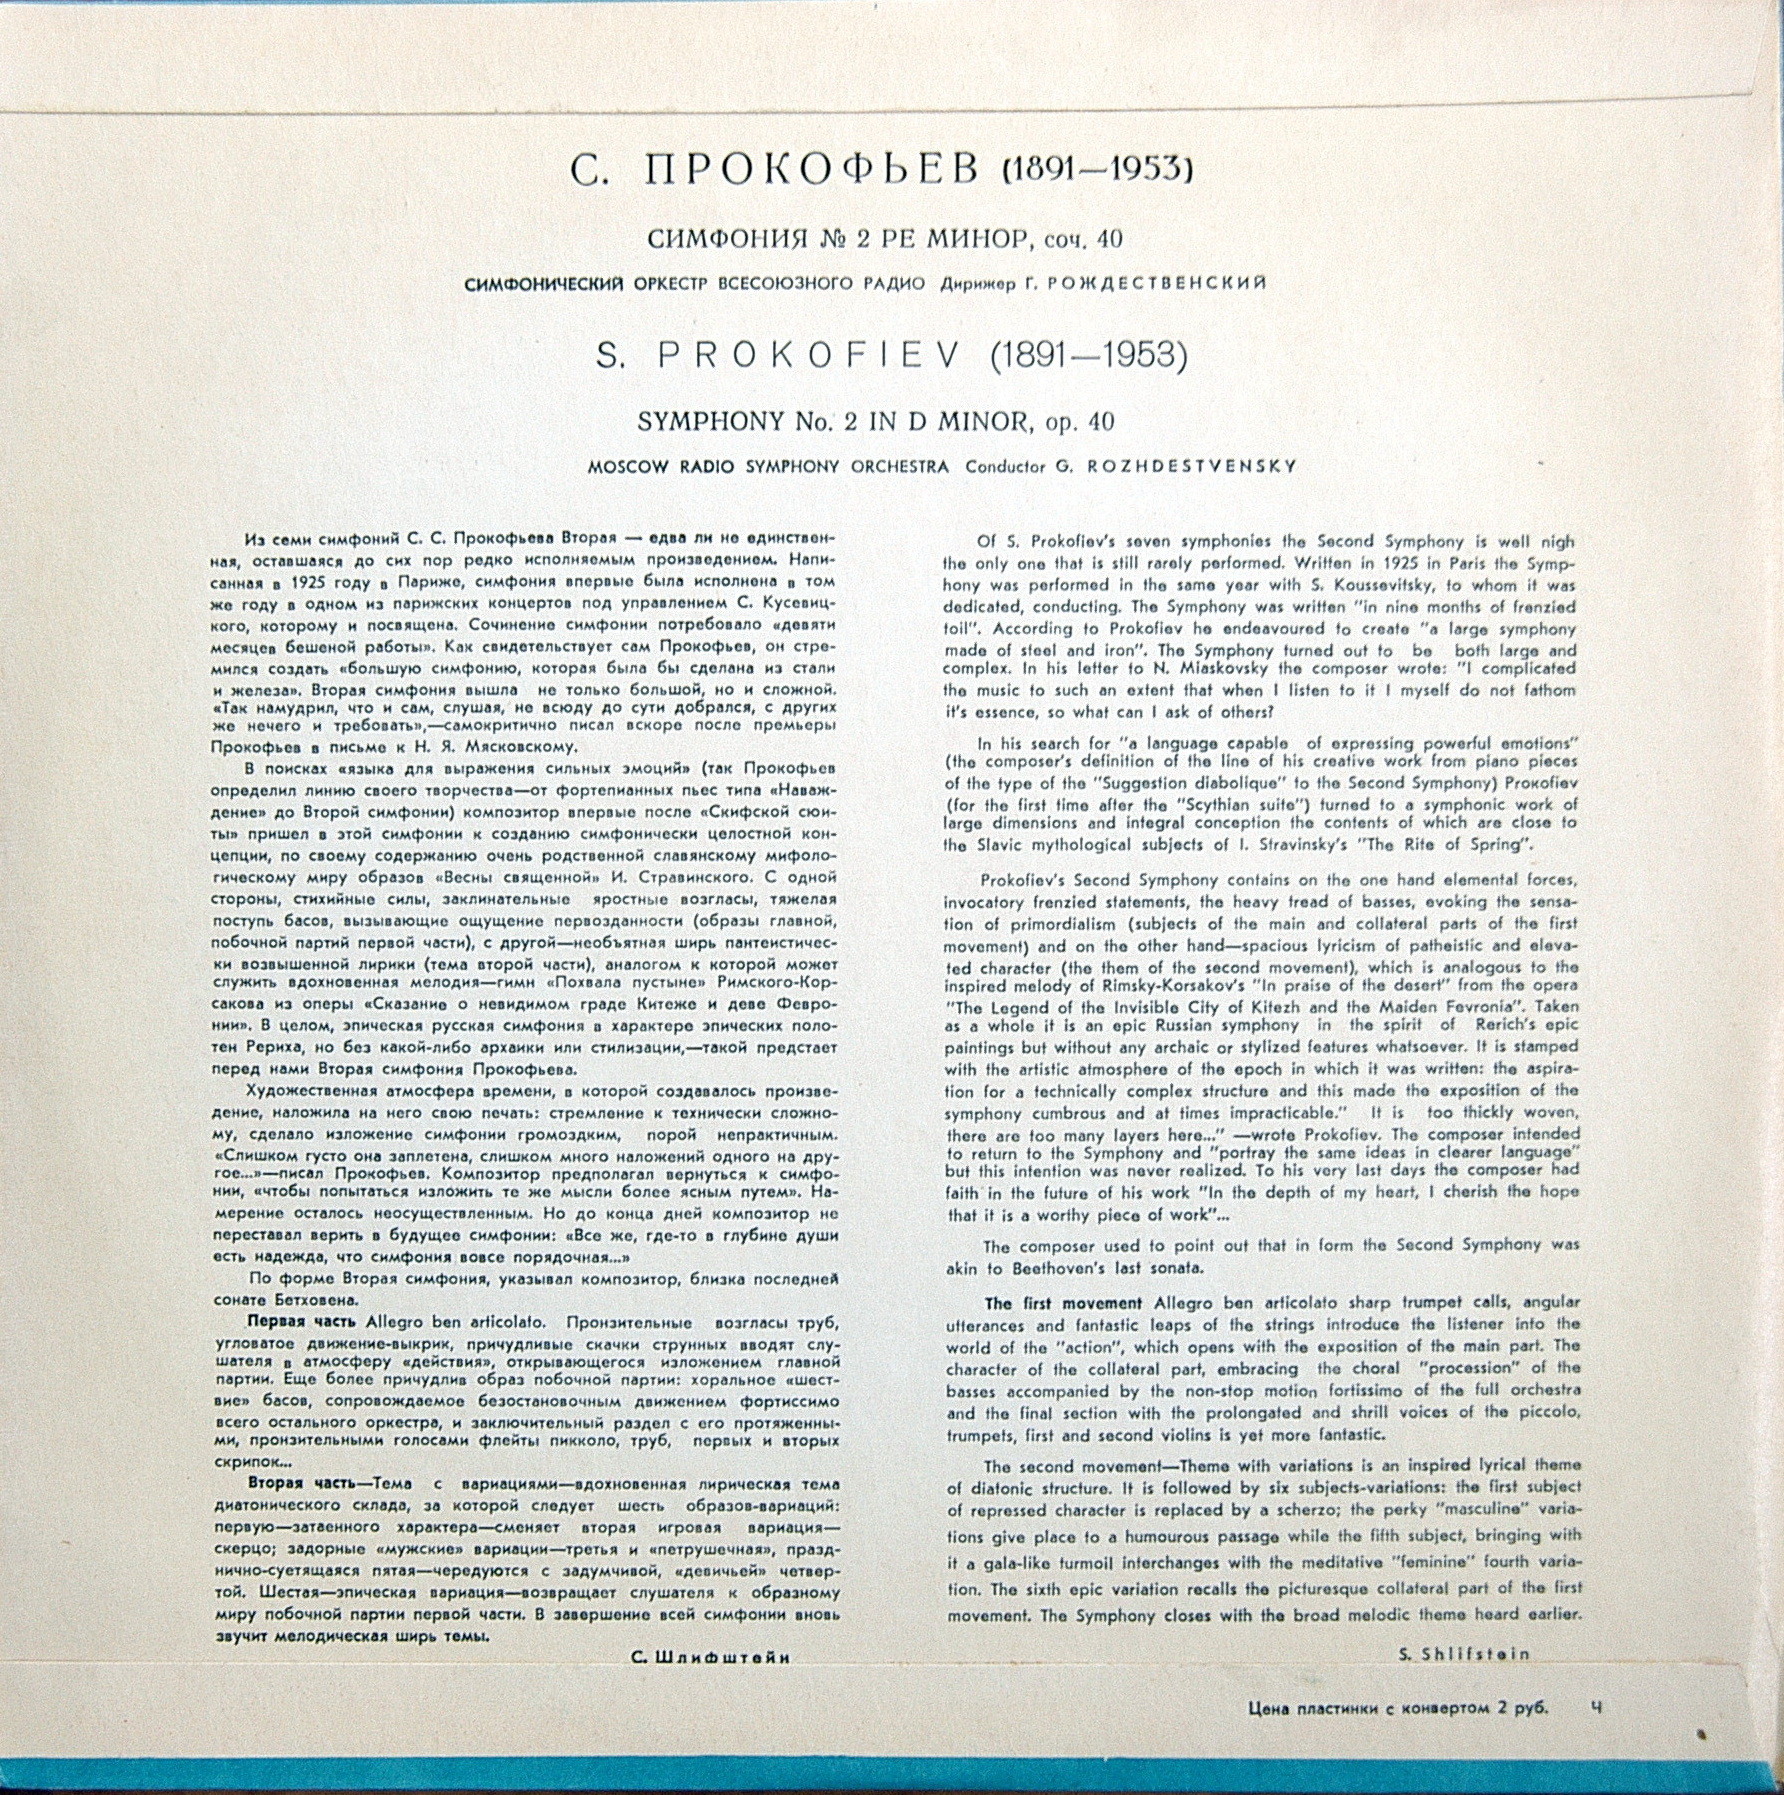 С. ПРОКОФЬЕВ (1891—1953)
СИМФОНИЯ № 2 РЕ МИНОР, соч. 40
СИМФОНИЧЕСКИЙ ОРКЕСТР ВСЕСОЮЗНОГО РАДИО Дирижер Г. РОЖДЕСТВЕНСКИЙ
S. PROKOFIEV (1891—1953)
SYMPHONY No. 2 IN D MINOR, op. 40
MOSCOW RADIO SYMPHONY ORCHESTRA Conductor G. ROZHDESTVENSKY
Из семи симфоний С. С. Прокофьева Вторая — едва ли не единствен-
ная, оставшаяся до сих пор редко исполняемым произведением. Напи-
санная в 1925 году в Париже, симфония впервые была исполнена в том
же году в одном из парижских концертов под управлением С. Кусевиц-
кого, которому и посвящена. Сочинение симфонии потребовало «девяти
месяцев бешеной работы». Как свидетельствует сам Прокофьев, он стре-
мился создать «большую симфонию, которая была бы сделана из стали
и железа». Вторая симфония вышла не только большой, но и сложной.
«Так намудрил, что и сам, слушая, не всюду до сути добрался, с других
же нечего и требовать»,—самокритично писал вскоре после премьеры
Прокофьев в письме к Н. Я. Мясковскому.
В поисках «языка для выражения сильных эмоций» (так Прокофьев
определил линию своего творчества—от фортепианных пьес типа «Наваж-
дение» до Второй симфонии) композитор впервые после «Скифской сюи-
ты» пришел в этой симфонии к созданию симфонически целостной кон-
цепции, по своему содержанию очень родственной славянскому мифоло-
гическому миру образов «Весны священной» И. Стравинского. С одной
стороны, стихийные силы, заклинательные яростные возгласы, тяжелая
поступь басов, вызывающие ощущение первозданности (образы главной,
побочной партий первой части), с другой—необъятная ширь пантеистичес-
ки возвышенной лирики (тема второй части), аналогом к которой может
служить вдохновенная мелодия—гимн «Похвала пустыне» Римского-Кор-
сакова из оперы «Сказание о невидимом граде Китеже и деве Февро-
нии». В целом, эпическая русская симфония в характере эпических поло-
тен Рериха, но без какой-либо архаики или стилизации,—такой предстает
перед нами Вторая симфония Прокофьева.
Художественная атмосфера времени, в которой создавалось произве-
дение, наложила на него свою печать: стремление к технически сложно-
му, сделало изложение симфонии громоздким, порой непрактичным.
«Слишком густо она заплетена, слишком много наложений одного на дру-
гое...»—писал Прокофьев. Композитор предполагал вернуться к симфо-
нии, «чтобы попытаться изложить те же мысли более ясным путем». На-
мерение осталось неосуществленным. Но до конца дней композитор не
переставал верить в будущее симфонии: «Все же, где-то в глубине души
есть надежда, что симфония вовсе порядочная...»
По форме Вторая симфония, указывал композитор, близка последней
сонате Бетховена.
Первая часть Allegro ben articolato. Пронзительные возгласы труб,
угловатое движение-выкрик, причудливые скачки струнных вводят слу-
шателя в атмосферу «действия», открывающегося изложением главной
партии. Еще более причудлив образ побочной партии: хоральное «шест-
вие» басов, сопровождаемое безостановочным движением фортиссимо
всего остального оркестра, и заключительный раздел с его протяженны-
ми, пронзительными голосами флейты пикколо, труб, первых и вторых
скрипок...
Вторая часть—Тема с вариациями—вдохновенная лирическая тема
диатонического склада, за которой следует шесть образов-вариаций:
первую—затаенного характера—сменяет вторая игровая вариация—
скерцо; задорные «мужские» вариации—третья и «петрушечная», празд-
нично-суетящаяся пятая—чередуются с задумчивой, «девичьей» четвер-
той. Шестая—эпическая вариация—возвращает слушателя к образному
миру побочной партии первой части. В завершение всей симфонии вновь
звучит мелодическая ширь темы.
С. Шлифштейн
Of S. Prokofiev's seven symphonies the Second Symphony is well nigh
the only one that is still rarely performed. Written in 1925 in Paris the Symp-
hony was performed in the same year with S. Koussevitsky, to whom it was
dedicated, conducting. The Symphony was written "in nine months of frenzied
toil". According to Prokofiev he endeavoured to create "a large symphony
made of steel and iron". The Symphony turned out to be both large and
complex. In his letter to N. Miaskovsky the composer wrote: "I complicated
the music to such an extent that when I listen to it I myself do not fathom
it's essence, so what can I ask of others?
In his search for "a language capable of expressing powerful emotions"
(the composer's definition of the line of his creative work from piano pieces
of the type of the "Suggestion diabolique" to the Second Symphony) Prokofiev
(for the first time after the "Scythian suite") turned to a symphonic work of
large dimensions and integral conception the contents of which are close to
the Slavic mythological subjects of I. Stravinsky's "The Rite of Spring".
Prokofiev's Second Symphony contains on the one hand elemental forces,
invocatory frenzied statements, the heavy tread of basses, evoking the sensa-
tion of primordialism (subjects of the main and collateral parts of the first
movement) and on the other hand—spacious lyricism of patheistic and eleva-
ted character (the them of the second movement), which is analogous to the
inspired melody of Rimsky-Korsakov's "In praise of the desert" from the opera
"The Legend of the Invisible City of Kitezh and the Maiden Fevronia". Taken
as a whole it is an epic Russian symphony in the spirit of Rerich's epic
paintings but without any archaic or stylized features whatsoever. It is stamped
with the artistic atmosphere of the epoch in which it was written: the aspira-
tion for a technically complex structure and this made the exposition of the
symphony cumbrous and at times impracticable." It is too thickly woven,
there are too many layers here..." —wrote Prokofiev. The composer intended
to return to the Symphony and "portray the same ideas in clearer language"
but this intention was never realized. To his very last days the composer had
faith in the future of his work "In the depth of my heart, I cherish the hope
that it is a worthy piece of work"...
The composer used to point out that in form the Second Symphony was
akin to Beethoven's last sonata.
The first movement Allegro ben articolato sharp trumpet calls, angular
utterances and fantastic leaps of the strings introduce the listener into the
world of the "action", which opens with the exposition of the main part. The
character of the collateral part, embracing the choral "procession" of the
basses accompanied by the non-stop motion fortissimo of the full orchestra
and the final section with the prolongated and shrill voices of the piccolo,
trumpets, first and second violins is yet more fantastic.
The second movement—Theme with variations is an inspired lyrical theme
of diatonic structure. It is followed by six subjects-variations: the first subject
of repressed character is replaced by a scherzo; the perky "masculine" varia-
tions give place to a humourous passage while the fifth subject, bringing with
it a gala-like turmoil interchanges with the meditative "feminine" fourth varia-
tion. The sixth epic variation recalls the picturesque collateral part of the first
movement. The Symphony closes with the broad melodic theme heard earlier.
S. Shlifstein
Цена пластинки с конвертом 2 руб. Ч